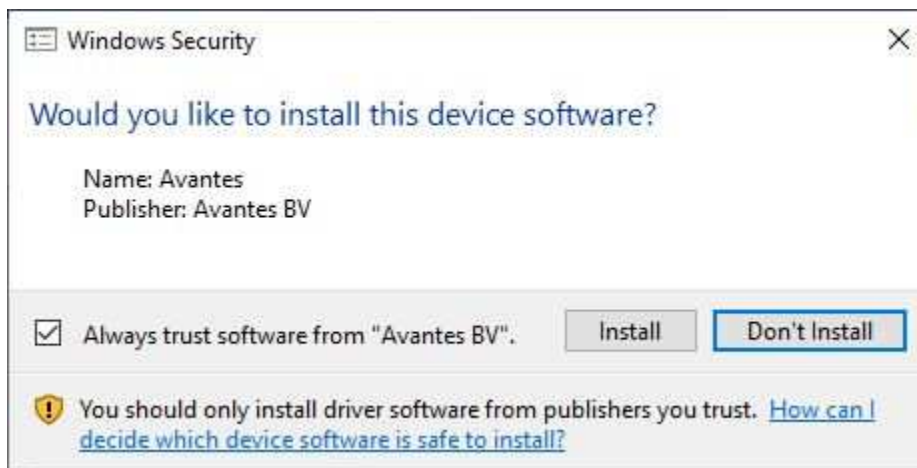 Windows Security
Would you like to install this device software?
Name: Avantes
Publisher: Avantes BV
Always trust software from "Avantes BV".
Install
Don't Install
You should only install driver software from publishers you trust. How can I
decide which device software is safe to install?